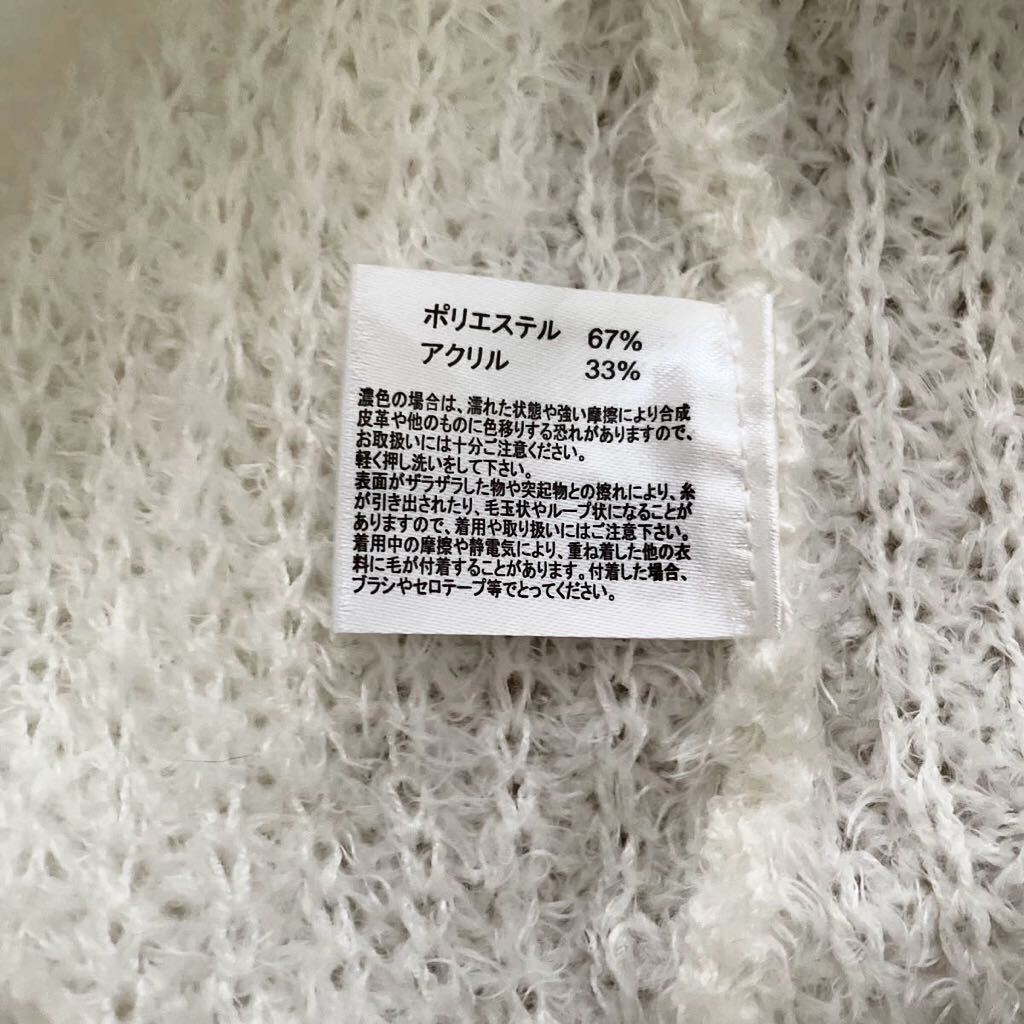 ポリエステル 67%
アクリル 33%
濃色の場合は、濡れた状態や強い摩擦により合成
皮革や他のものに色移りする恐れがありますので、
お取扱いには十分ご注意ください。
軽く押し洗いをして下さい。
表面がザラザラした物や突起物との擦れにより、糸
が引き出されたり、毛玉状やループ状になることが
ありますので、着用や取り扱いにはご注意下さい。
着用中の摩擦や静電気により、重ね着した他の衣
料に毛が付着することがあります。付着した場合、
ブラシやセロテープ等でとってください。